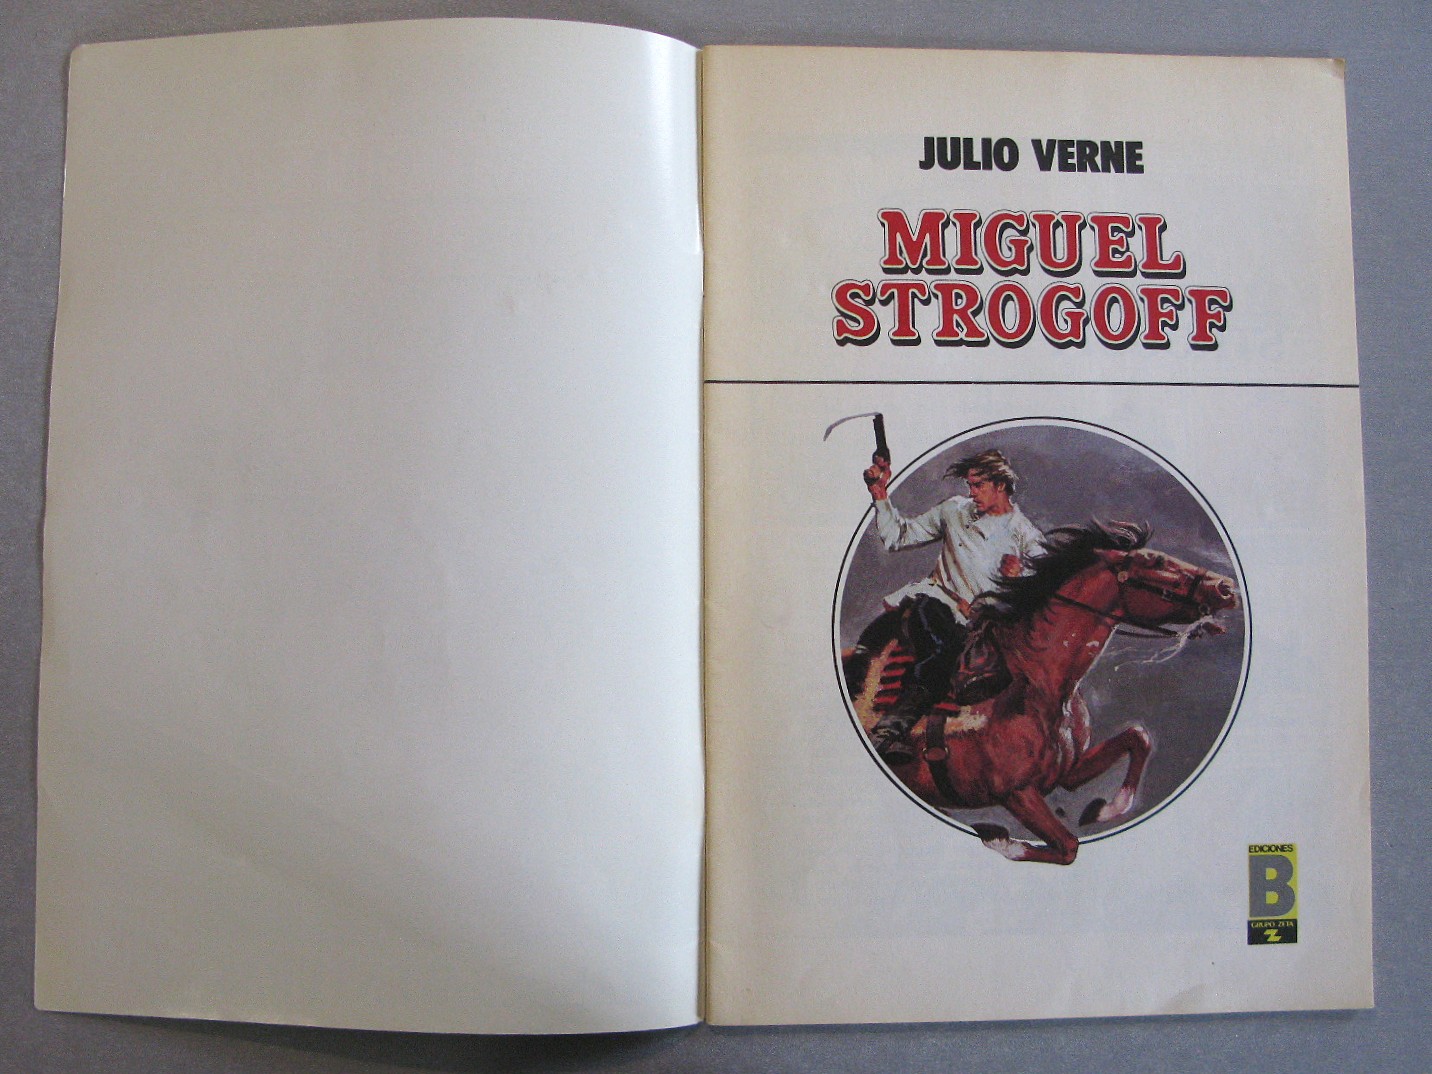 JULIO VERNE
MIGUEL
STROGOFF
EDICIONES
B
GRUPO ZETA
Z